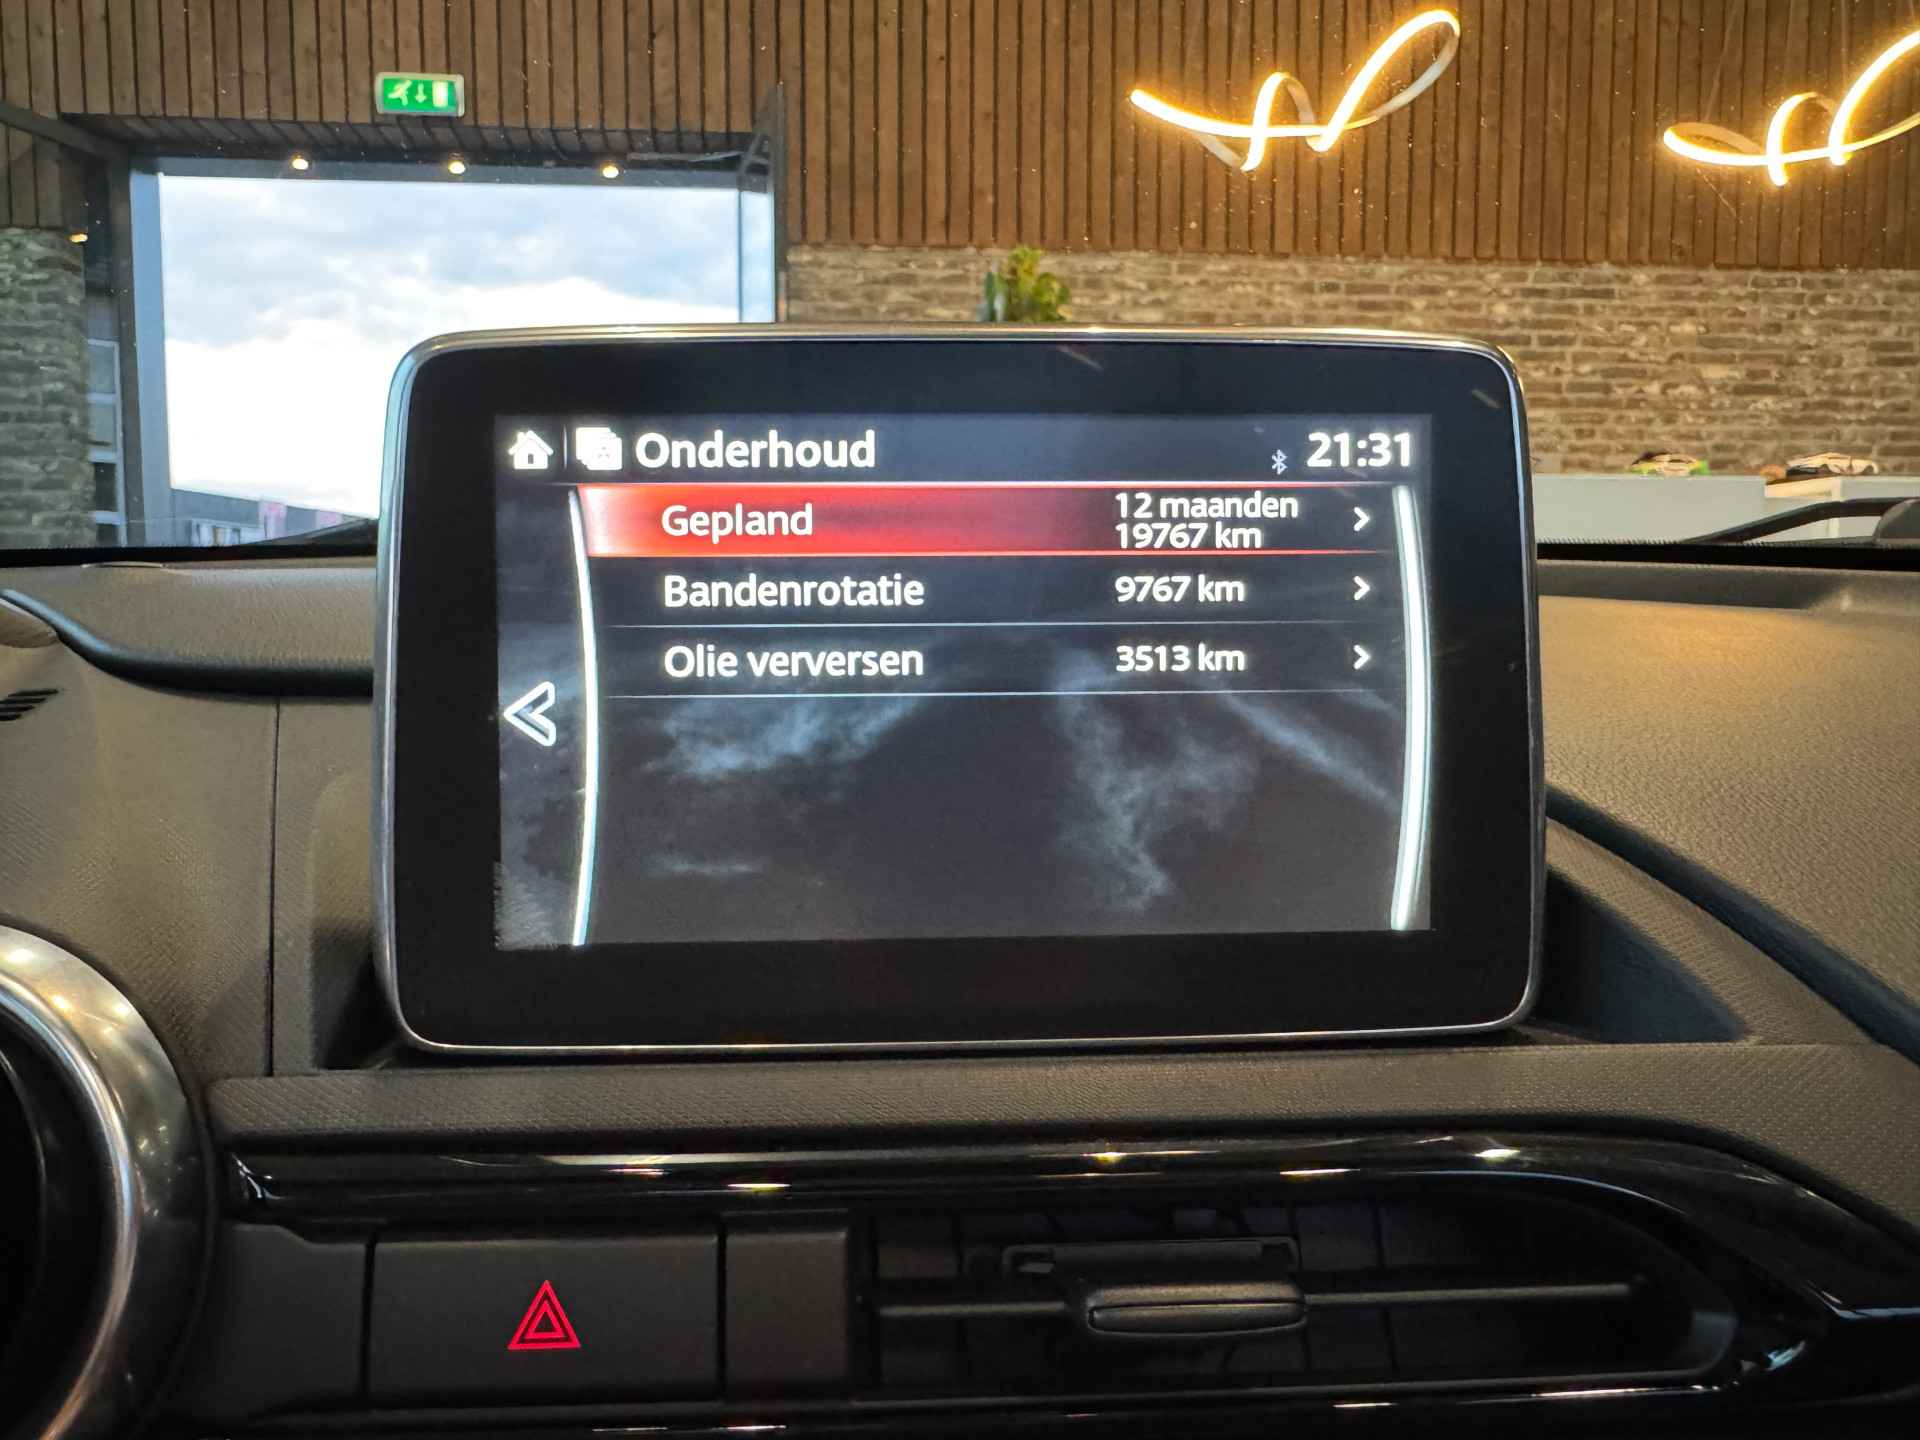 Onderhoud 21:31
Gepland 12 maanden
19767 km
Bandenrotatie 9767 km
Olie verversen 3513 km